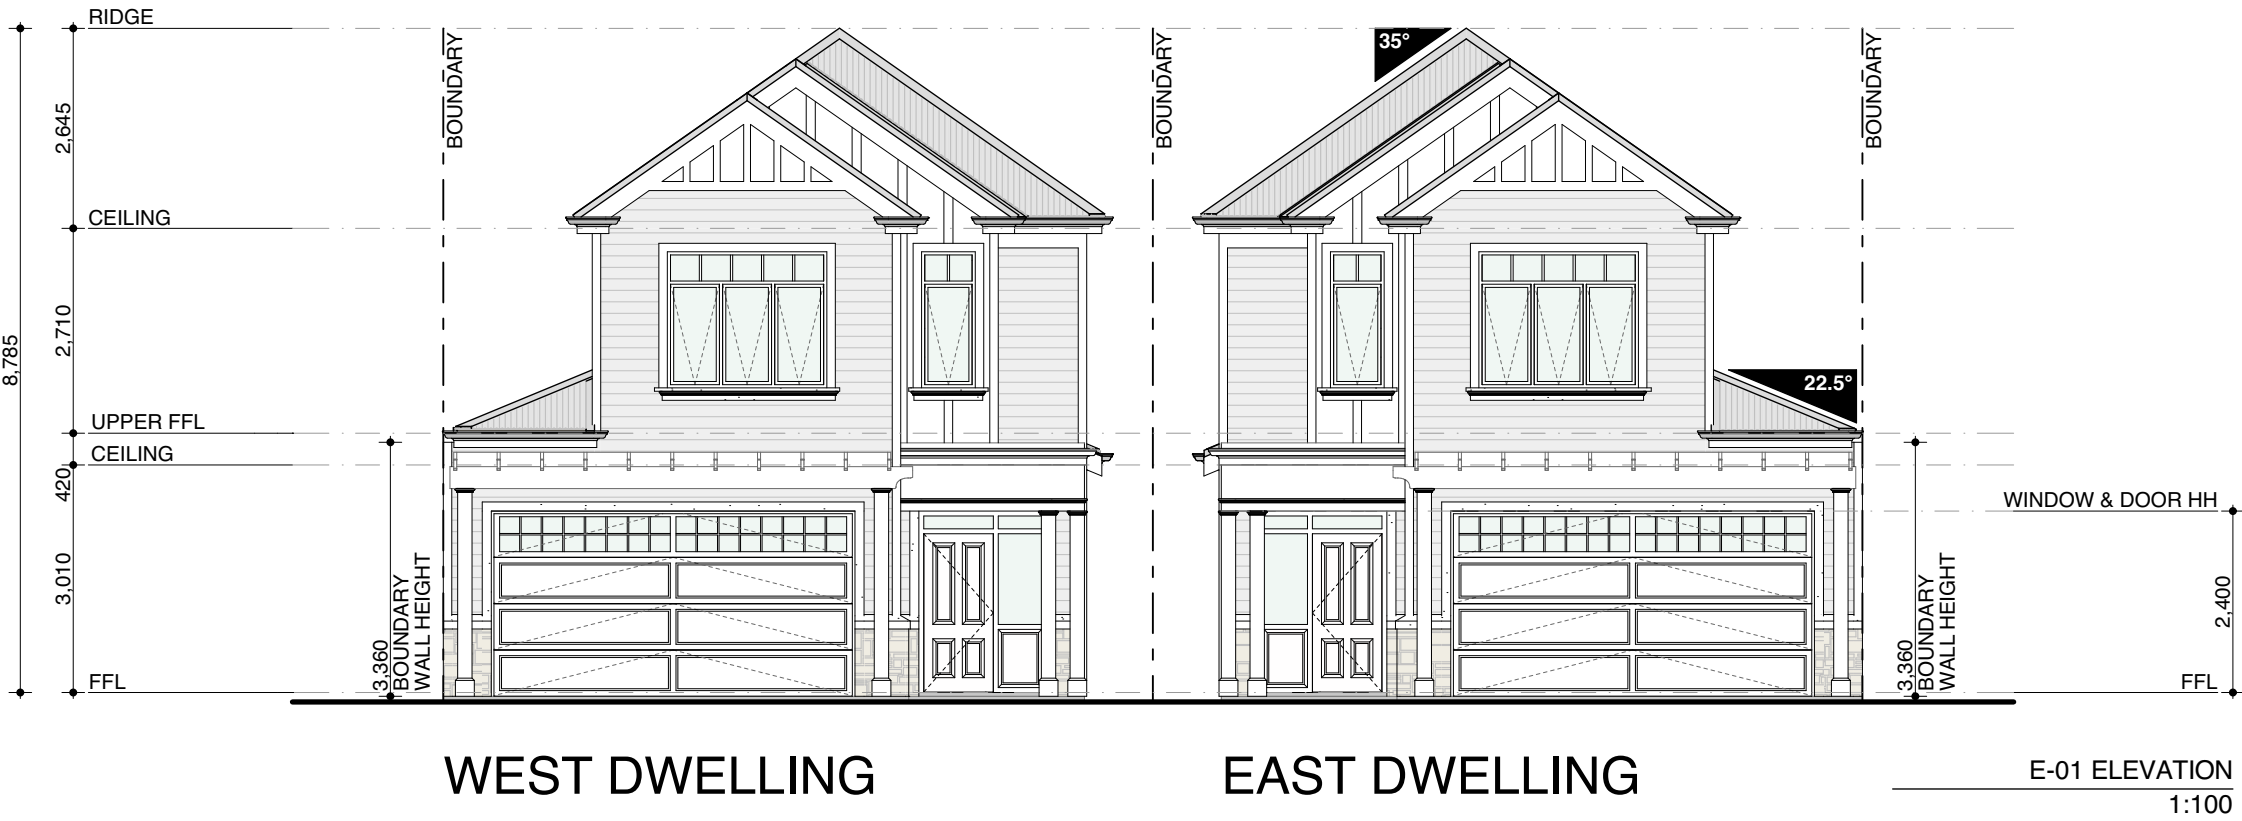 RIDGE
BOUNDARY
BOUNDARY
35°
BOUNDARY
2,645
CEILING
2,710
8,785
22.5°
UPPER FFL
CEILING
420
WINDOW & DOOR HH
3,010
3,360
BOUNDARY
WALL HEIGHT
3,360
BOUNDARY
WALL HEIGHT
2,400
FFL
FFL
WEST DWELLING
EAST DWELLING
E-01 ELEVATION
1:100